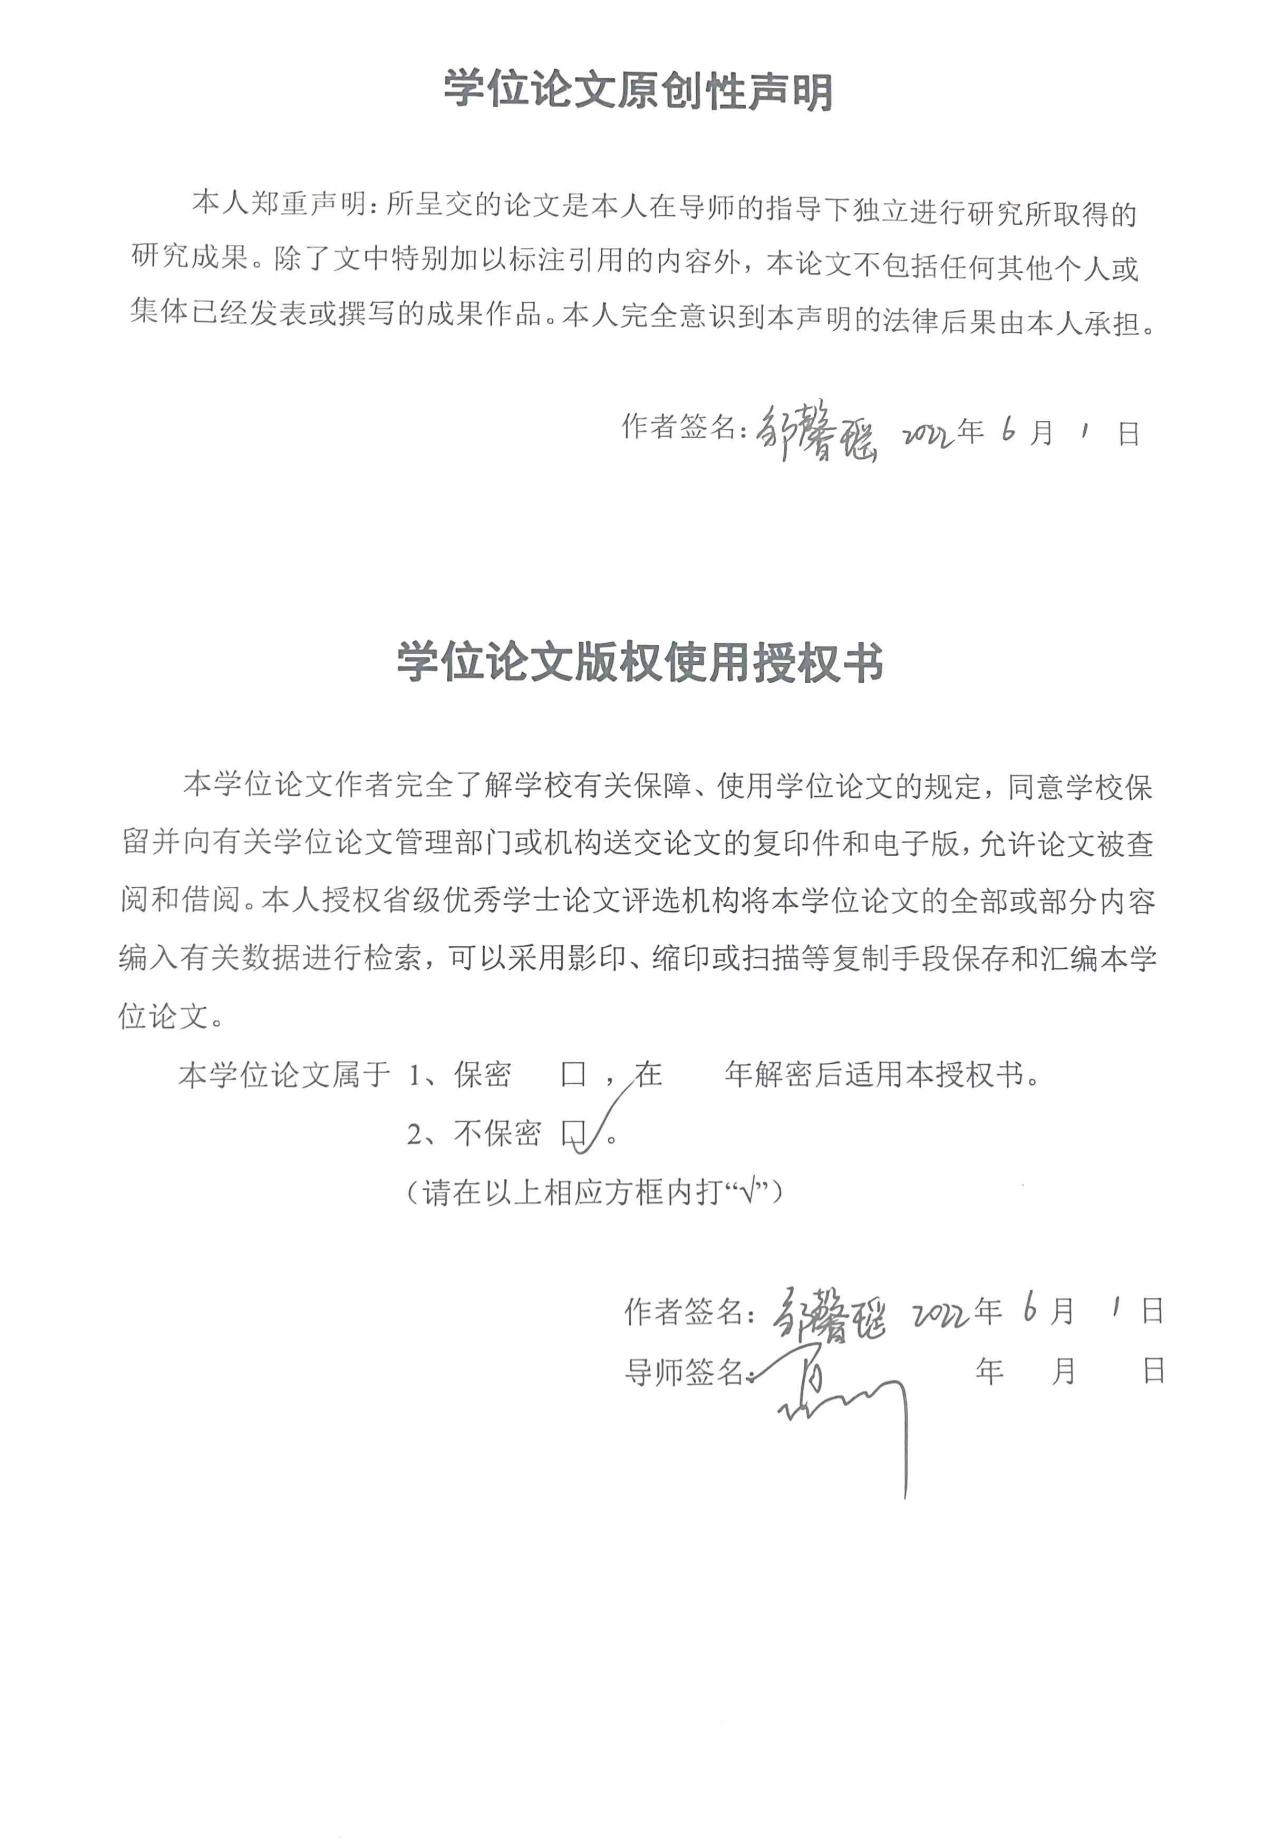 学位论文原创性声明
本人郑重声明：所呈交的论文是本人在导师的指导下独立进行研究所取得的
研究成果。除了文中特别加以标注引用的内容外，本论文不包括任何其他个人或
集体已经发表或撰写的成果作品。本人完全意识到本声明的法律后果由本人承担。
作者签名：邹馨瑶 2022年 6 月 1 日
学位论文版权使用授权书
本学位论文作者完全了解学校有关保障、使用学位论文的规定，同意学校保
留并向有关学位论文管理部门或机构送交论文的复印件和电子版，允许论文被查
阅和借阅。本人授权省级优秀学士论文评选机构将本学位论文的全部或部分内容
编入有关数据进行检索，可以采用影印、缩印或扫描等复制手段保存和汇编本学
位论文。
本学位论文属于 1、保密 口 ，在 年解密后适用本授权书。
2、不保密 口√。
（请在以上相应方框内打“√”）
作者签名：邹馨瑶 2022年 6 月 1 日
导师签名： 年 月 日